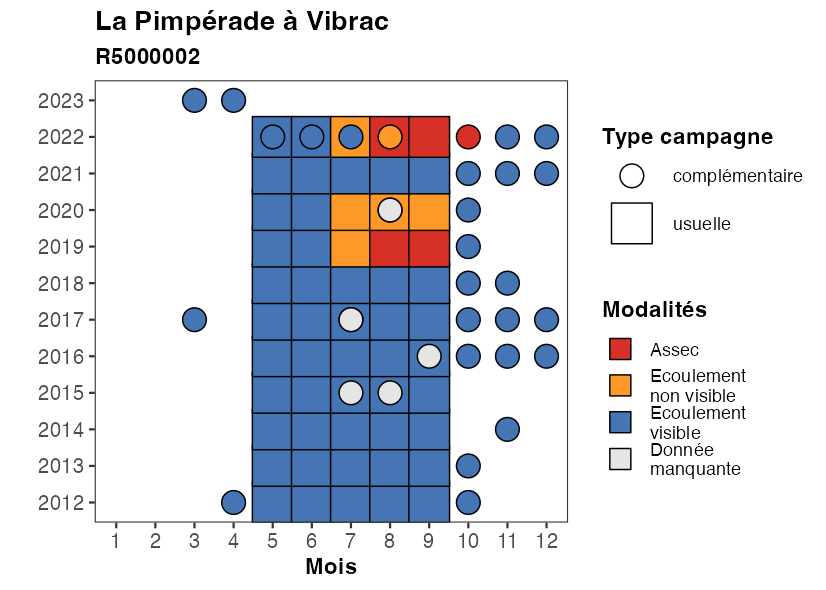 La Pimpérade à Vibrac
R5000002
2023
2022
2021
2020
2019
2018
2017
2016
2015
2014
2013
2012
1 2 3 4 5 6 7 8 9 10 11 12
Mois
Type campagne
complémentaire
usuelle
Modalités
Assec
Ecoulement
non visible
Ecoulement
visible
Donnée
manquante